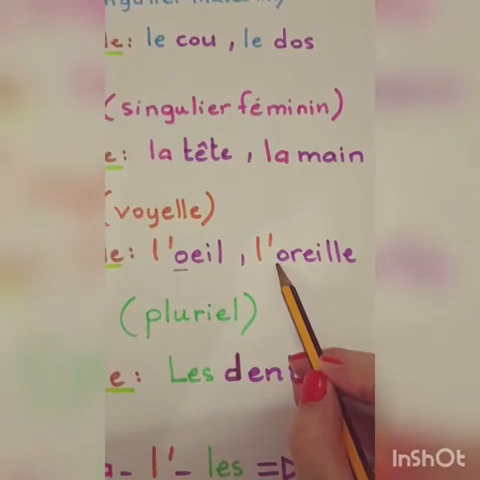 le: le cou , le dos
(singulier féminin)
e: la tête , la main
(voyelle)
le: l'oeil , l'oreille
(pluriel)
e: Les
l' - les =D
InShOt